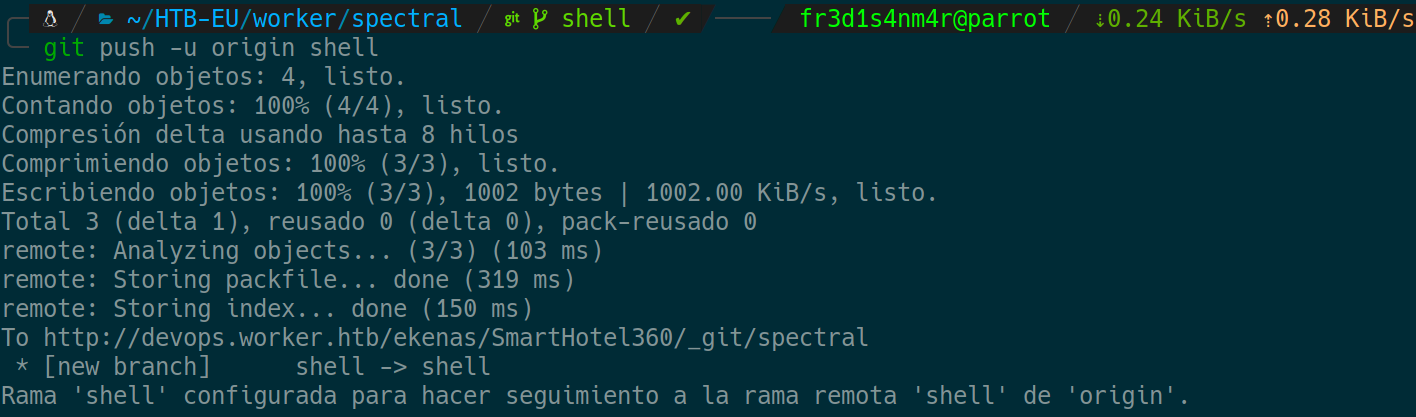 ~/HTB-EU/worker/spectral git shell ✔ fr3d1s4nm4r@parrot ⇣0.24 KiB/s ⇡0.28 KiB/s
git push -u origin shell
Enumerando objetos: 4, listo.
Contando objetos: 100% (4/4), listo.
Compresión delta usando hasta 8 hilos
Comprimiendo objetos: 100% (3/3), listo.
Escribiendo objetos: 100% (3/3), 1002 bytes | 1002.00 KiB/s, listo.
Total 3 (delta 1), reusado 0 (delta 0), pack-reusado 0
remote: Analyzing objects... (3/3) (103 ms)
remote: Storing packfile... done (319 ms)
remote: Storing index... done (150 ms)
To http://devops.worker.htb/ekenas/SmartHotel360/_git/spectral
 * [new branch]      shell -> shell
Rama 'shell' configurada para hacer seguimiento a la rama remota 'shell' de 'origin'.